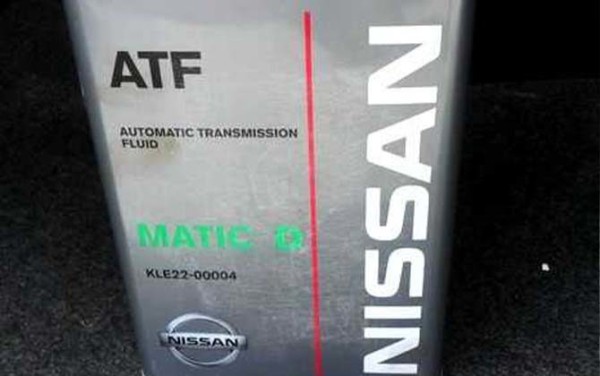 ATF
AUTOMATIC TRANSMISSION
FLUID
MATIC D
KLE22-00004
NISSAN
NISSAN